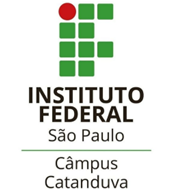 INSTITUTO
FEDERAL
São Paulo
Câmpus
Catanduva